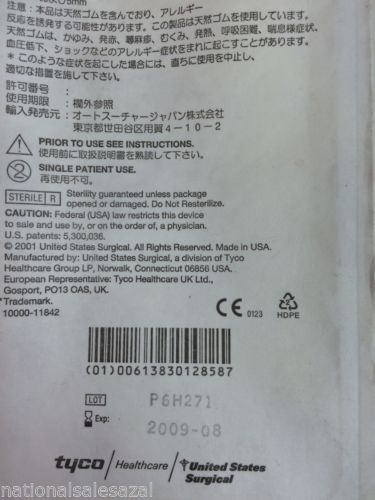 注意：本品は天然ゴムを含んでおり、アレルギー
反応を誘発する可能性があります。この製品は天然ゴムを使用しています。
天然ゴムは、かゆみ、発赤、蕁麻疹、むくみ、発熱、呼吸困難、喘息様症状、
血圧低下、ショックなどのアレルギー症状をまれに起こすことがあります。
* このような症状を起こした場合には、直ちに使用を中止し、
適切な措置を施して下さい。
許可番号 :
使用期限 : 欄外参照
輸入発売元 : オートスーチャージャパン株式会社
東京都世田谷区用賀4-10-2
PRIOR TO USE SEE INSTRUCTIONS.
使用前に取扱説明書を熟読して下さい。
2 SINGLE PATIENT USE.
再使用不可。
STERILE R Sterility guaranteed unless package
opened or damaged. Do Not Resterilize.
CAUTION: Federal (USA) law restricts this device
to sale and use by, or on the order of, a physician.
U.S. patents: 5,300,036.
© 2001 United States Surgical. All Rights Reserved. Made in USA.
Manufactured by: United States Surgical, a division of Tyco
Healthcare Group LP, Norwalk, Connecticut 06856 USA.
European Representative: Tyco Healthcare UK Ltd.,
Gosport, PO13 OAS, UK.
*Trademark.
10000-11842
CE 0123
HDPE
(01)00613830128587
LOT P6H271
Exp: 2009-08
tyco / Healthcare / United States
Surgical
nationalsalesazal